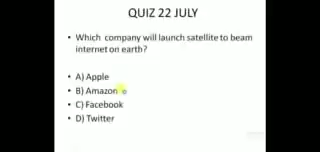 QUIZ 22 JULY
• Which company will launch satellite to beam
internet on earth?
• A) Apple
• B) Amazon
• C) Facebook
• D) Twitter